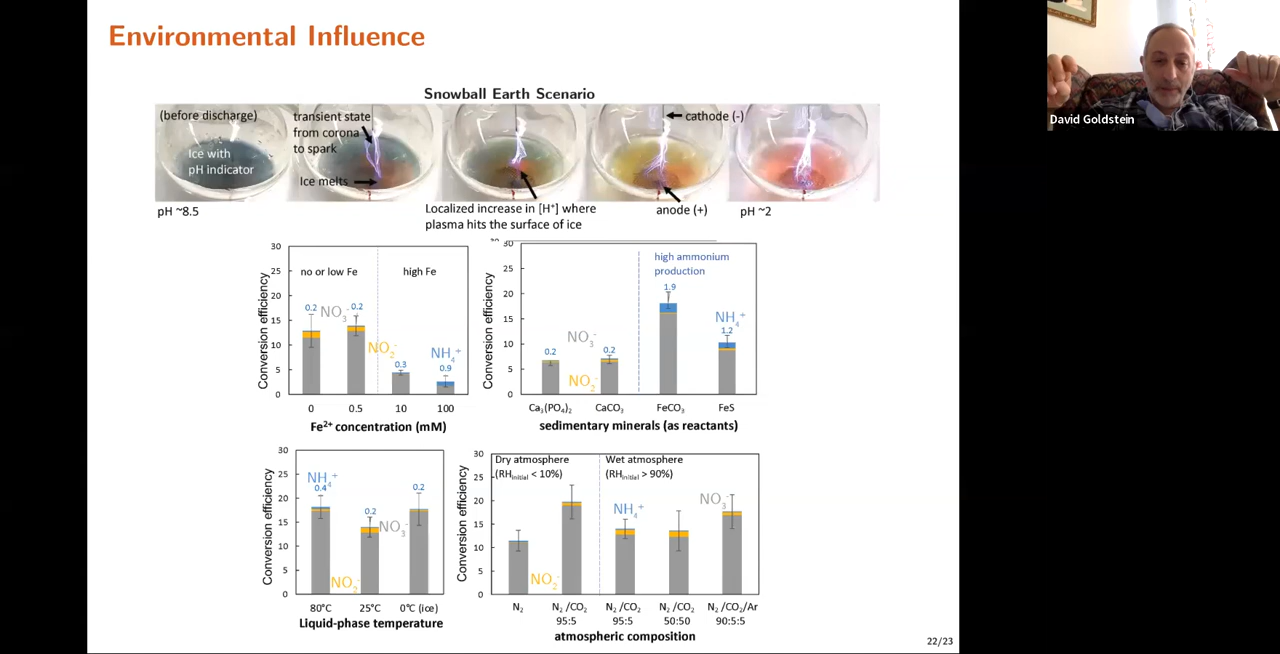 Environmental Influence
David Goldstein
Snowball Earth Scenario
(before discharge)
Ice with
pH indicator
pH ~8.5
transient state
from corona
to spark
Ice melts
Localized increase in [H⁺] where
plasma hits the surface of ice
cathode (-)
anode (+)
pH ~2
Conversion efficiency
30
25
20
15
10
5
0
no or low Fe
high Fe
0.2
NO₃⁻
0.2
NO₂⁻
0.3
NH₄⁺
0.9
0
0.5
10
100
Fe²⁺ concentration (mM)
Conversion efficiency
30
25
20
15
10
5
0
high ammonium
production
0.2
NO₃⁻
0.2
NO₂⁻
1.9
NH₄⁺
1.2
Ca₃(PO₄)₂
CaCO₃
FeCO₃
FeS
sedimentary minerals (as reactants)
Conversion efficiency
30
25
20
15
10
5
0
NH₄⁺
0.4
0.2
NO₃⁻
0.2
NO₂⁻
80°C
25°C
0°C (ice)
Liquid-phase temperature
Conversion efficiency
30
25
20
15
10
5
0
Dry atmosphere
(RHinitial < 10%)
Wet atmosphere
(RHinitial > 90%)
NO₂⁻
NH₄⁺
NO₃⁻
N₂
N₂ /CO₂
95:5
N₂ /CO₂
95:5
N₂ /CO₂
50:50
N₂ /CO₂/Ar
90:5:5
atmospheric composition
22/23